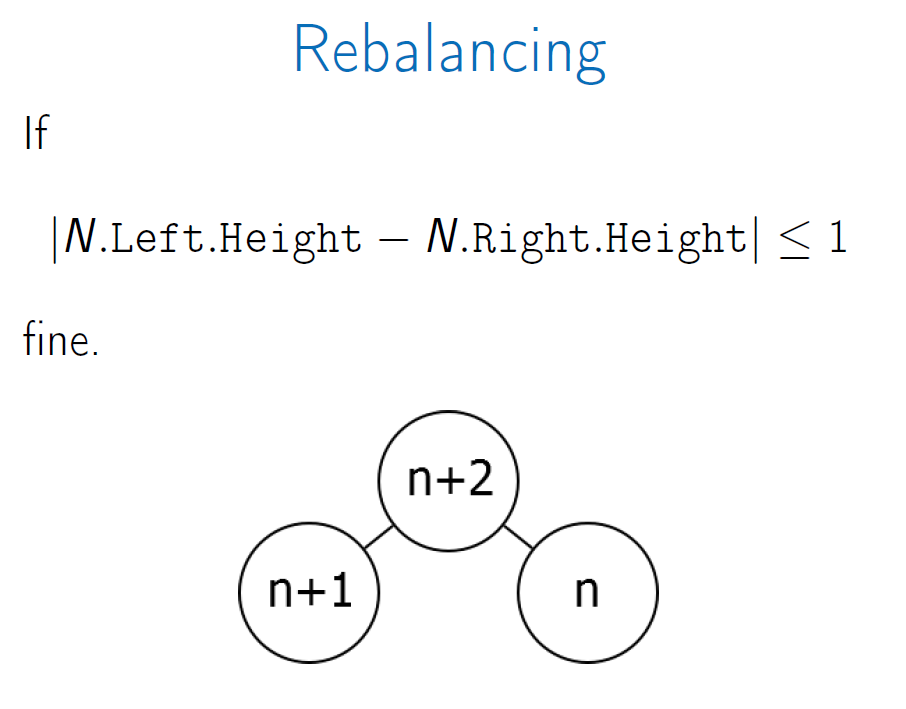 Rebalancing
If
|N.Left.Height − N.Right.Height| ≤ 1
fine.
n+2
n+1 n